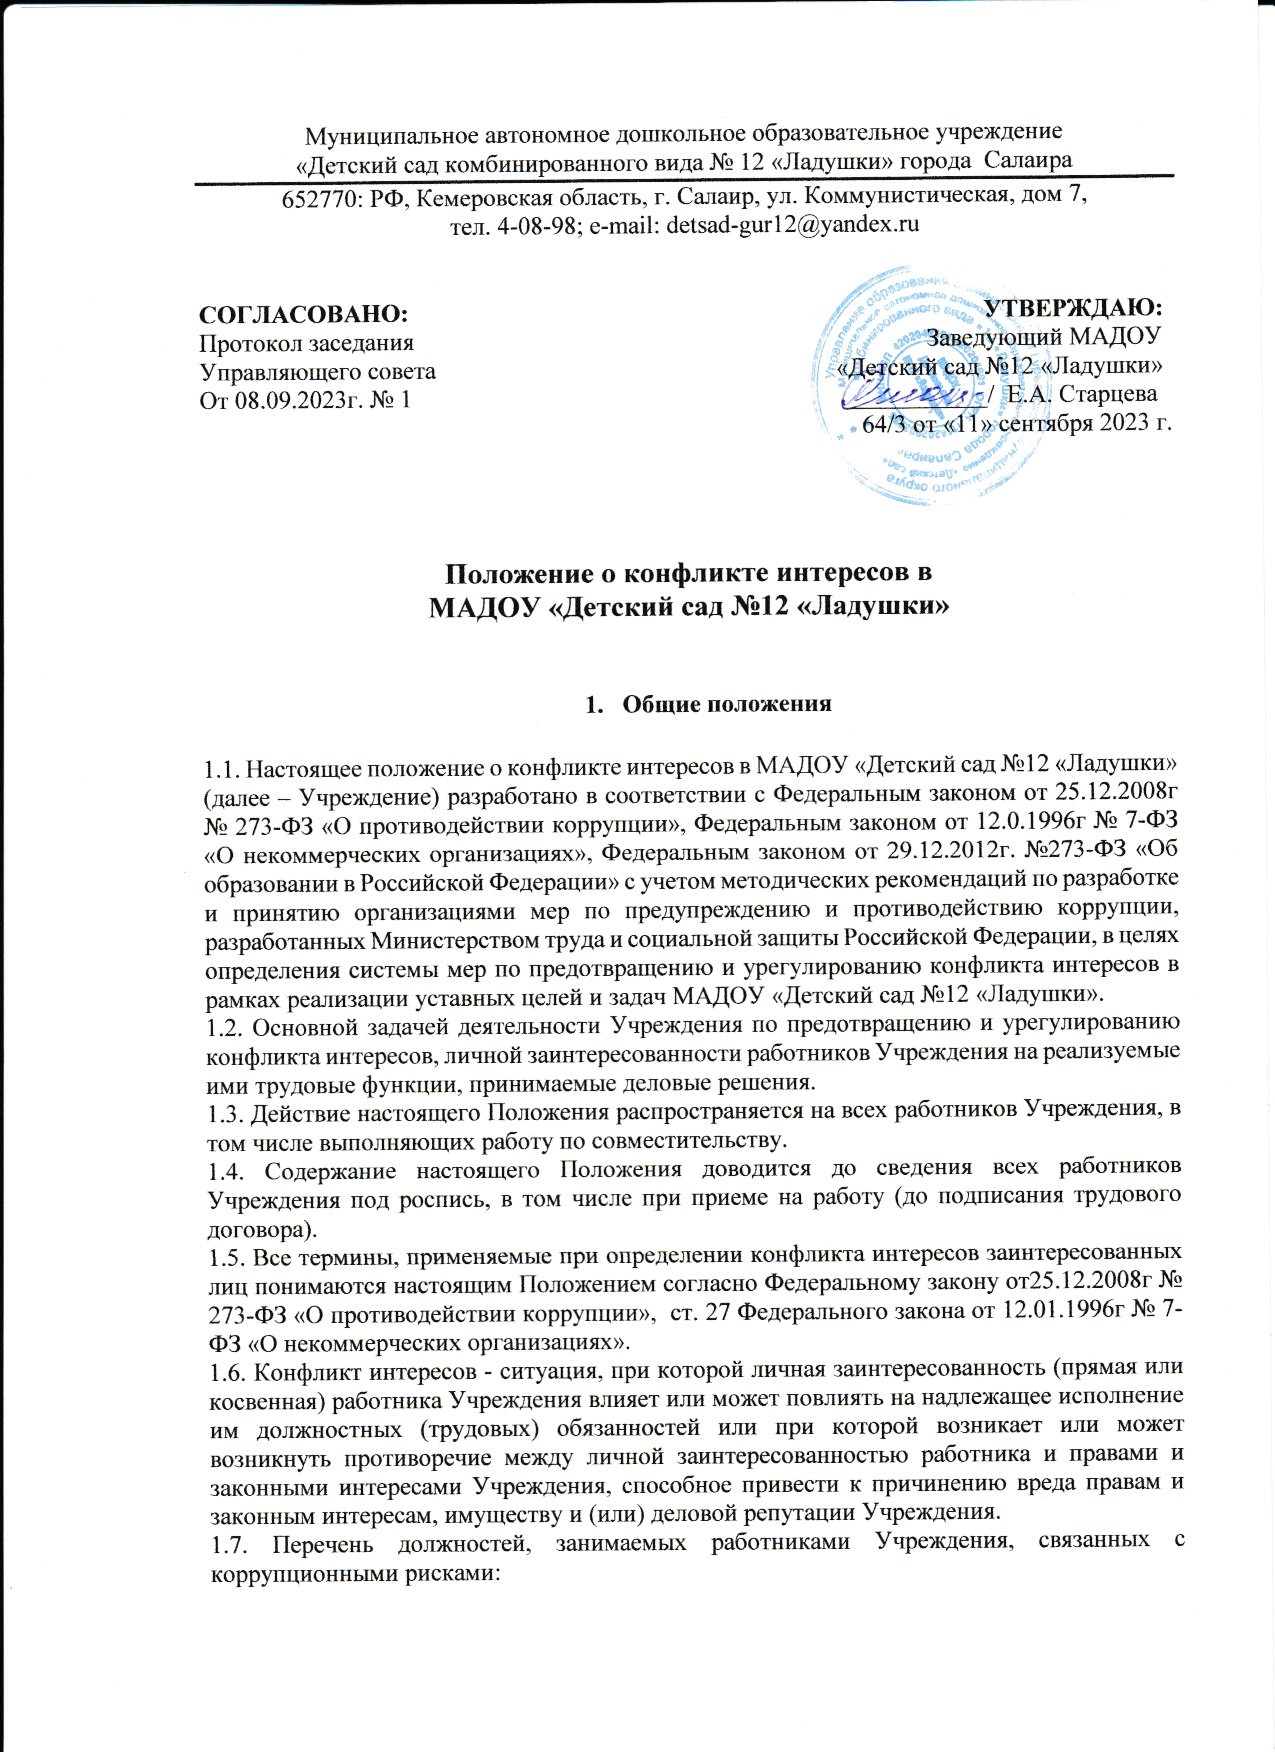 Муниципальное автономное дошкольное образовательное учреждение
«Детский сад комбинированного вида № 12 «Ладушки» города  Салаира
652770: РФ, Кемеровская область, г. Салаир, ул. Коммунистическая, дом 7,
тел. 4-08-98; e-mail: detsad-gur12@yandex.ru
СОГЛАСОВАНО:
Протокол заседания
Управляющего совета
От 08.09.2023г. № 1
УТВЕРЖДАЮ:
Заведующий МАДОУ
«Детский сад №12 «Ладушки»
____________/  Е.А. Старцева
64/3 от «11» сентября 2023 г.
Положение о конфликте интересов в
МАДОУ «Детский сад №12 «Ладушки»
1.   Общие положения
1.1. Настоящее положение о конфликте интересов в МАДОУ «Детский сад №12 «Ладушки»
(далее – Учреждение) разработано в соответствии с Федеральным законом от 25.12.2008г
№ 273-ФЗ «О противодействии коррупции», Федеральным законом от 12.0.1996г № 7-ФЗ
«О некоммерческих организациях», Федеральным законом от 29.12.2012г. №273-ФЗ «Об
образовании в Российской Федерации» с учетом методических рекомендаций по разработке
и принятию организациями мер по предупреждению и противодействию коррупции,
разработанных Министерством труда и социальной защиты Российской Федерации, в целях
определения системы мер по предотвращению и урегулированию конфликта интересов в
рамках реализации уставных целей и задач МАДОУ «Детский сад №12 «Ладушки».
1.2. Основной задачей деятельности Учреждения по предотвращению и урегулированию
конфликта интересов, личной заинтересованности работников Учреждения на реализуемые
ими трудовые функции, принимаемые деловые решения.
1.3. Действие настоящего Положения распространяется на всех работников Учреждения, в
том числе выполняющих работу по совместительству.
1.4. Содержание настоящего Положения доводится до сведения всех работников
Учреждения под роспись, в том числе при приеме на работу (до подписания трудового
договора).
1.5. Все термины, применяемые при определении конфликта интересов заинтересованных
лиц понимаются настоящим Положением согласно Федеральному закону от25.12.2008г №
273-ФЗ «О противодействии коррупции»,  ст. 27 Федерального закона от 12.01.1996г № 7-
ФЗ «О некоммерческих организациях».
1.6. Конфликт интересов - ситуация, при которой личная заинтересованность (прямая или
косвенная) работника Учреждения влияет или может повлиять на надлежащее исполнение
им должностных (трудовых) обязанностей или при которой возникает или может
возникнуть противоречие между личной заинтересованностью работника и правами и
законными интересами Учреждения, способное привести к причинению вреда правам и
законным интересам, имуществу и (или) деловой репутации Учреждения.
1.7. Перечень должностей, занимаемых работниками Учреждения, связанных с
коррупционными рисками: